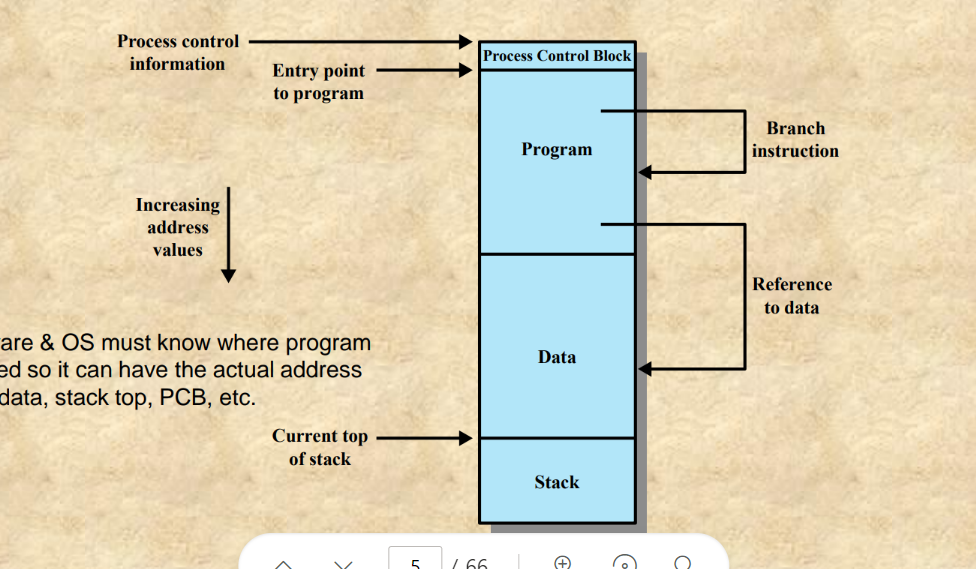 Process control
information
Process Control Block
Entry point
to program
Program
Branch
instruction
Increasing
address
values
Reference
to data
& OS must know where program
so it can have the actual address
data, stack top, PCB, etc.
Data
Current top
of stack
Stack
5 / 66